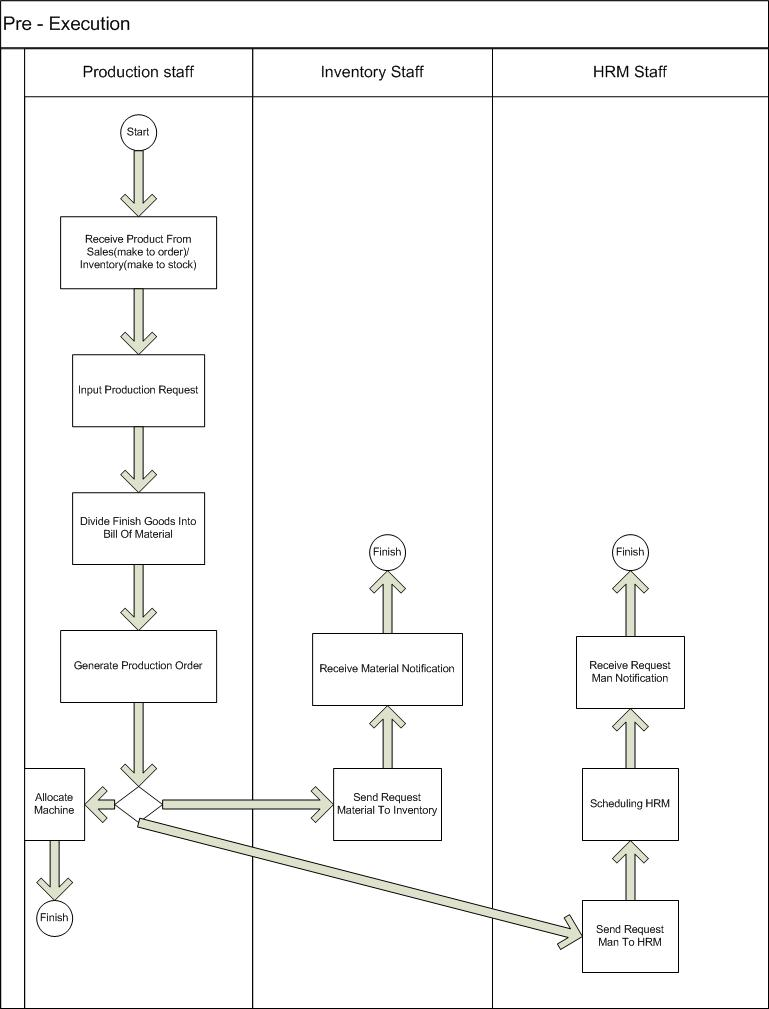 Pre - Execution
Production staff
Inventory Staff
HRM Staff
Start
Receive Product From
Sales(make to order)/
Inventory(make to stock)
Input Production Request
Divide Finish Goods Into
Bill Of Material
Finish
Finish
Generate Production Order
Receive Material Notification
Receive Request
Man Notification
Allocate
Machine
Send Request
Material To Inventory
Scheduling HRM
Finish
Send Request
Man To HRM